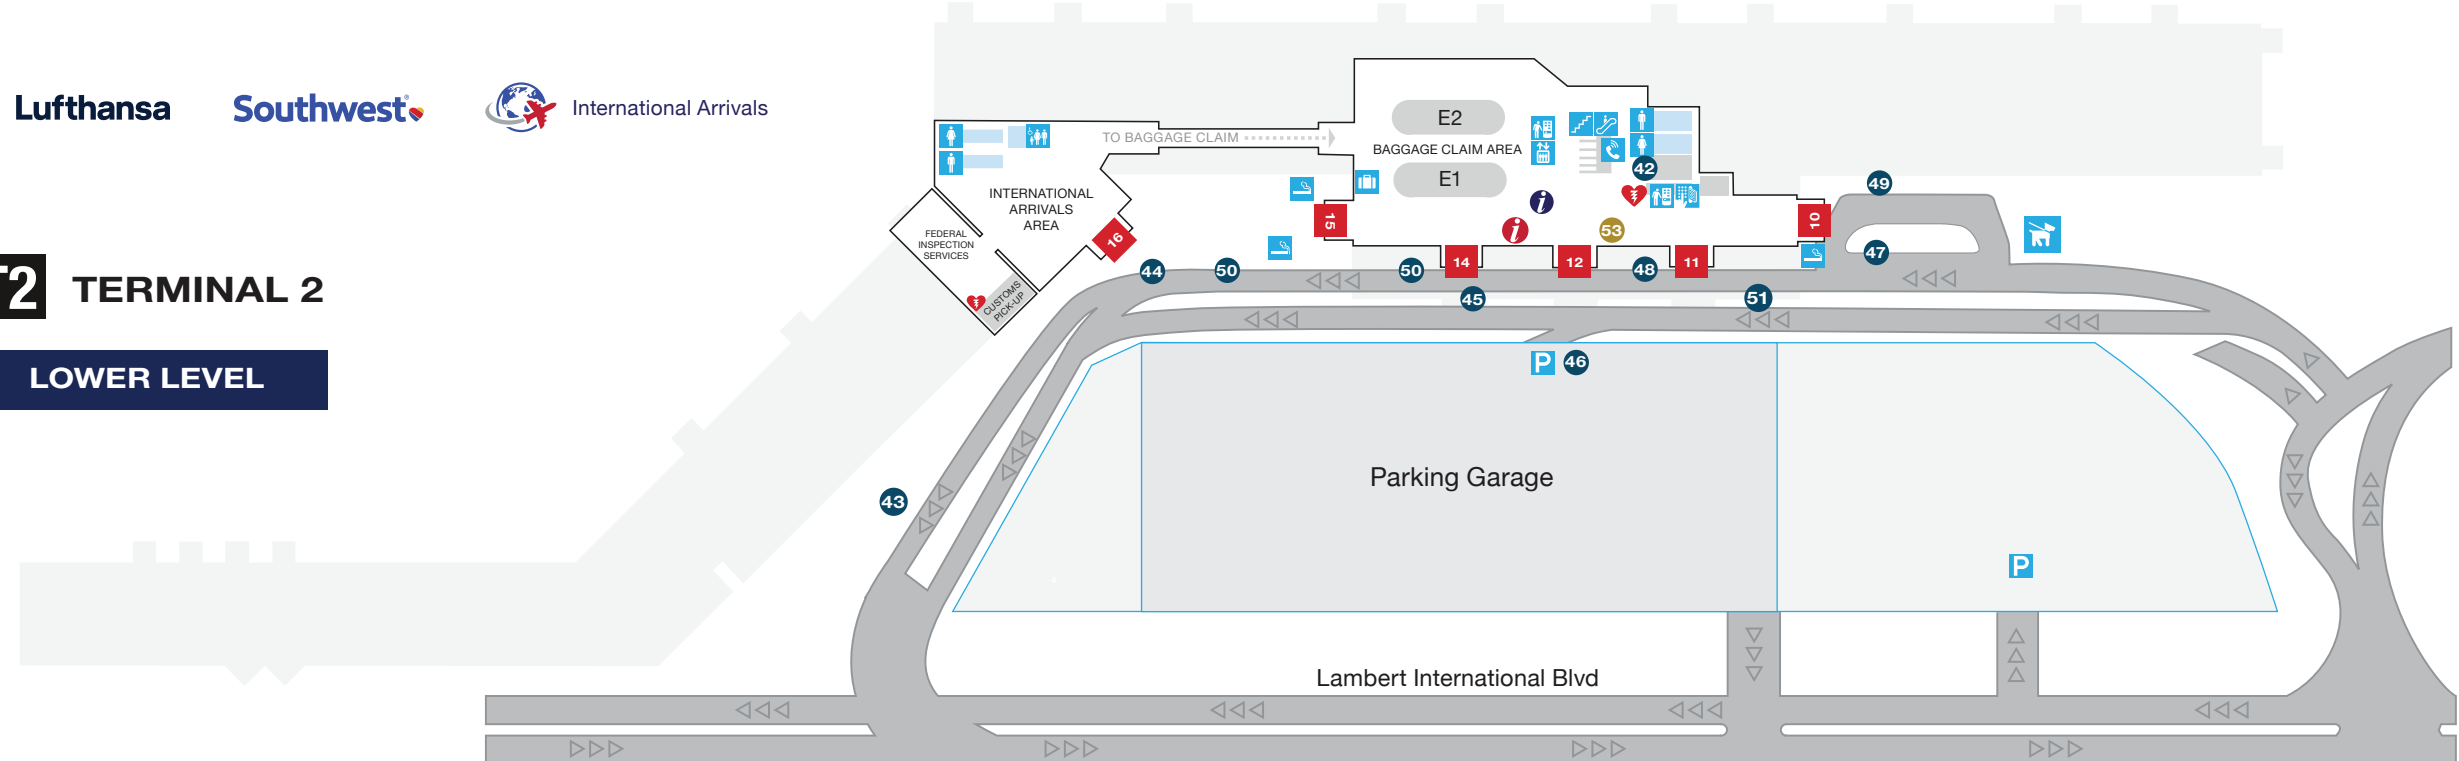 Lufthansa
Southwest®
International Arrivals
T2 TERMINAL 2
LOWER LEVEL
TO BAGGAGE CLAIM
E2
BAGGAGE CLAIM AREA
E1
INTERNATIONAL
ARRIVALS
AREA
FEDERAL
INSPECTION
SERVICES
CUSTOMS
PICK-UP
16
15
14
12
11
10
i
i
42
53
49
47
44
50
50
48
45
51
P
46
43
Parking Garage
P
Lambert International Blvd